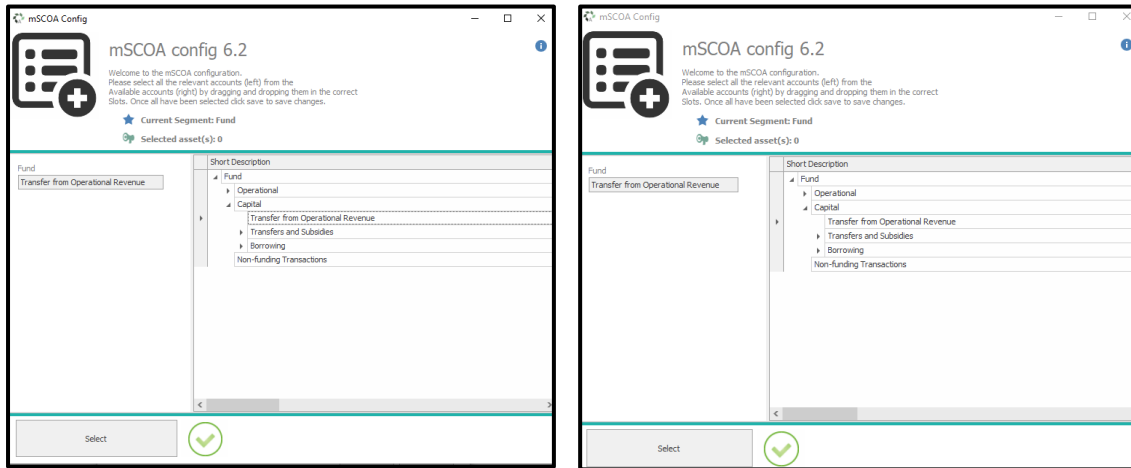 mSCOA Config
mSCOA config 6.2
Welcome to the mSCOA configuration.
Please select all the relevant accounts (left) from the
Available accounts (right) by dragging and dropping them in the correct
Slots. Once all have been selected click save to save changes.
Current Segment: Fund
Selected asset(s): 0
Fund
Transfer from Operational Revenue
Short Description
Fund
Operational
Capital
Transfer from Operational Revenue
Transfers and Subsidies
Borrowing
Non-funding Transactions
Select
mSCOA Config
mSCOA config 6.2
Welcome to the mSCOA configuration.
Please select all the relevant accounts (left) from the
Available accounts (right) by dragging and dropping them in the correct
Slots. Once all have been selected click save to save changes.
Current Segment: Fund
Selected asset(s): 0
Fund
Transfer from Operational Revenue
Short Description
Fund
Operational
Capital
Transfer from Operational Revenue
Transfers and Subsidies
Borrowing
Non-funding Transactions
Select